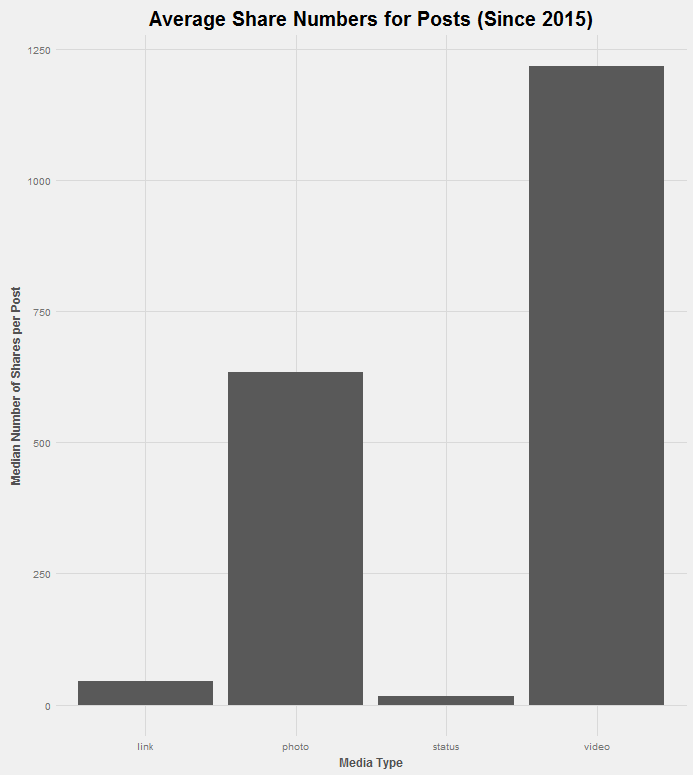 Average Share Numbers for Posts (Since 2015)
Median Number of Shares per Post
1250
1000
750
500
250
0
link photo status video
Media Type